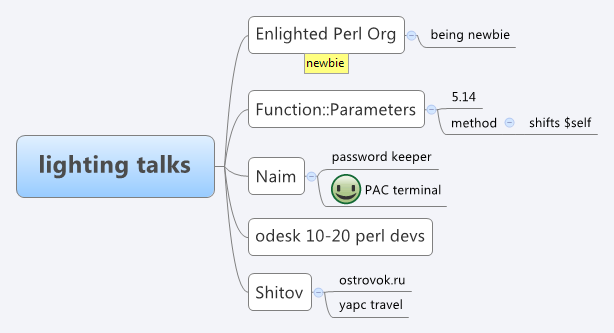 lighting talks
Enlighted Perl Org
newbie
being newbie
Function::Parameters
5.14
method
shifts $self
Naim
password keeper
PAC terminal
odesk 10-20 perl devs
Shitov
ostrovok.ru
yapc travel